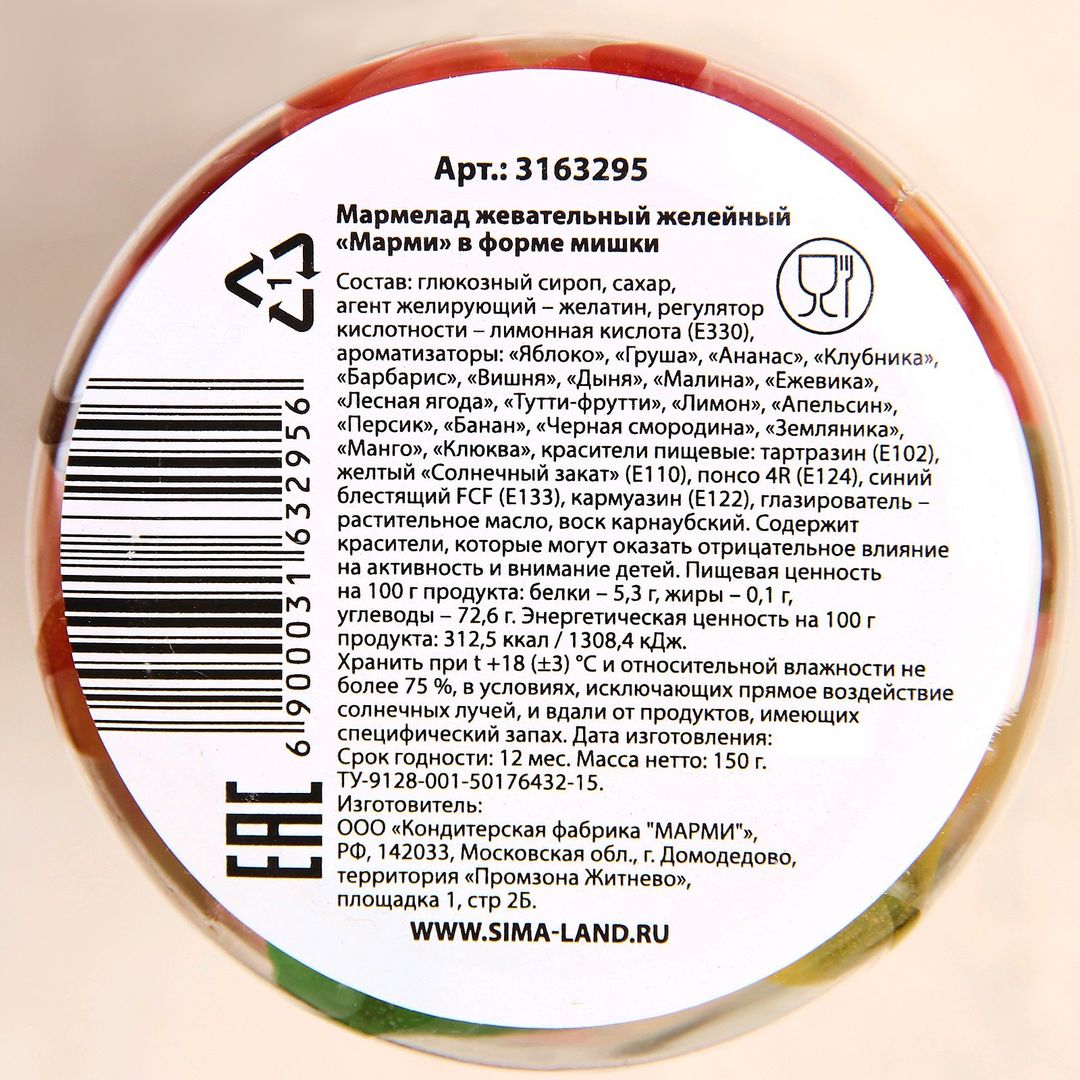 Арт.: 3163295
Мармелад жевательный желейный
«Марми» в форме мишки
Состав: глюкозный сироп, сахар,
агент желирующий – желатин, регулятор
кислотности – лимонная кислота (Е330),
ароматизаторы: «Яблоко», «Груша», «Ананас», «Клубника»,
«Барбарис», «Вишня», «Дыня», «Малина», «Ежевика»,
«Лесная ягода», «Тутти-фрутти», «Лимон», «Апельсин»,
«Персик», «Банан», «Черная смородина», «Земляника»,
«Манго», «Клюква», красители пищевые: тартразин (Е102),
желтый «Солнечный закат» (Е110), понсо 4R (Е124), синий
блестящий FCF (Е133), кармуазин (Е122), глазирователь –
растительное масло, воск карнаубский. Содержит
красители, которые могут оказать отрицательное влияние
на активность и внимание детей. Пищевая ценность
на 100 г продукта: белки – 5,3 г, жиры – 0,1 г,
углеводы – 72,6 г. Энергетическая ценность на 100 г
продукта: 312,5 ккал / 1308,4 кДж.
Хранить при t +18 (±3) °С и относительной влажности не
более 75 %, в условиях, исключающих прямое воздействие
солнечных лучей, и вдали от продуктов, имеющих
специфический запах. Дата изготовления:
Срок годности: 12 мес. Масса нетто: 150 г.
ТУ-9128-001-50176432-15.
Изготовитель:
ООО «Кондитерская фабрика "МАРМИ"»,
РФ, 142033, Московская обл., г. Домодедово,
территория «Промзона Житнево»,
площадка 1, стр 2Б.
WWW.SIMA-LAND.RU
1
6 900031 632956
EAC